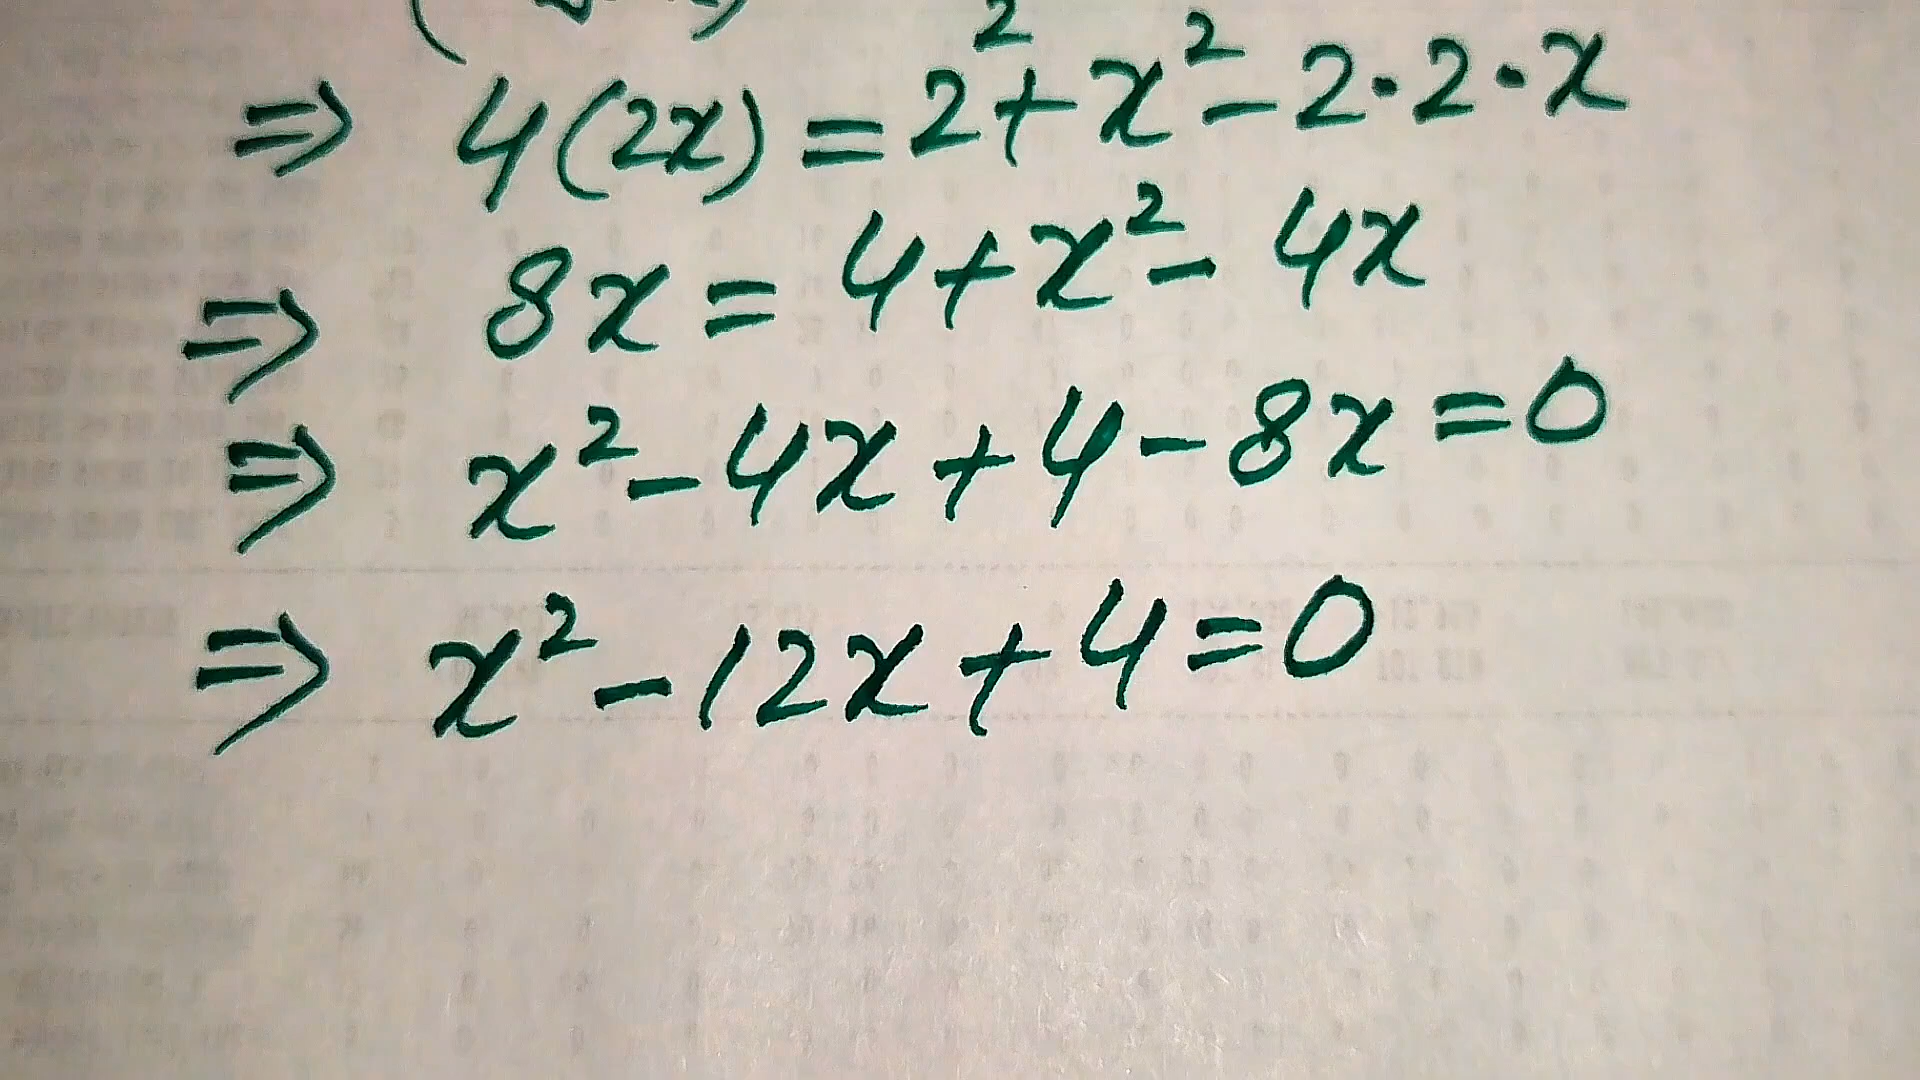 ⇒ 4(2x) = 2² + x² - 2·2·x
⇒ 8x = 4 + x² - 4x
⇒ x² - 4x + 4 - 8x = 0
⇒ x² - 12x + 4 = 0